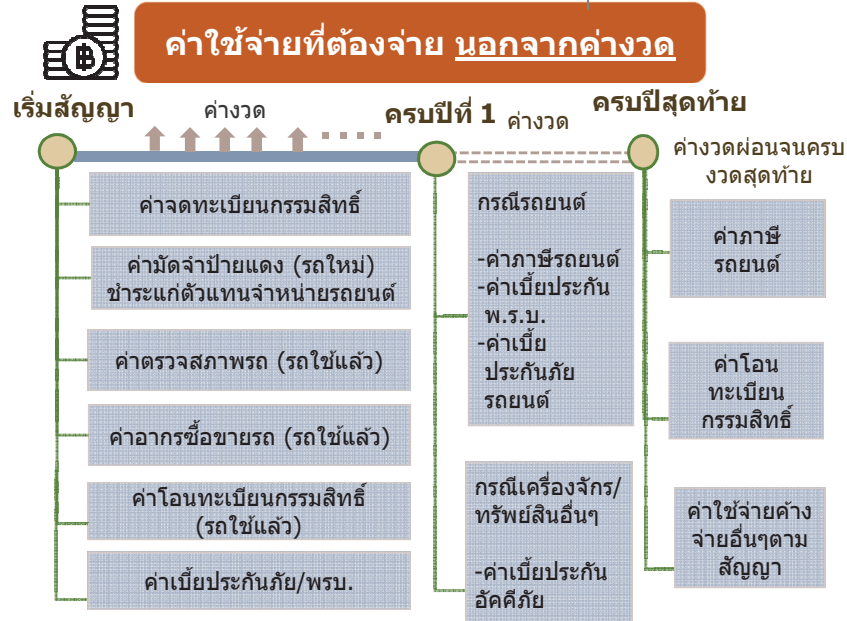 ค่าใช้จ่ายที่ต้องจ่าย นอกจากค่างวด
เริ่มสัญญา
ค่างวด
ครบปีที่ 1
ค่างวด
ครบปีสุดท้าย
ค่างวดผ่อนจนครบ
งวดสุดท้าย
ค่าจดทะเบียนกรรมสิทธิ์
ค่ามัดจำป้ายแดง (รถใหม่)
ชำระแก่ตัวแทนจำหน่ายรถยนต์
ค่าตรวจสภาพรถ (รถใช้แล้ว)
ค่าอากรซื้อขายรถ (รถใช้แล้ว)
ค่าโอนทะเบียนกรรมสิทธิ์
(รถใช้แล้ว)
ค่าเบี้ยประกันภัย/พรบ.
กรณีรถยนต์
-ค่าภาษีรถยนต์
-ค่าเบี้ยประกัน
พ.ร.บ.
-ค่าเบี้ย
ประกันภัย
รถยนต์
กรณีเครื่องจักร/
ทรัพย์สินอื่นๆ
-ค่าเบี้ยประกัน
อัคคีภัย
ค่าภาษี
รถยนต์
ค่าโอน
ทะเบียน
กรรมสิทธิ์
ค่าใช้จ่ายค้าง
จ่ายอื่นๆตาม
สัญญา